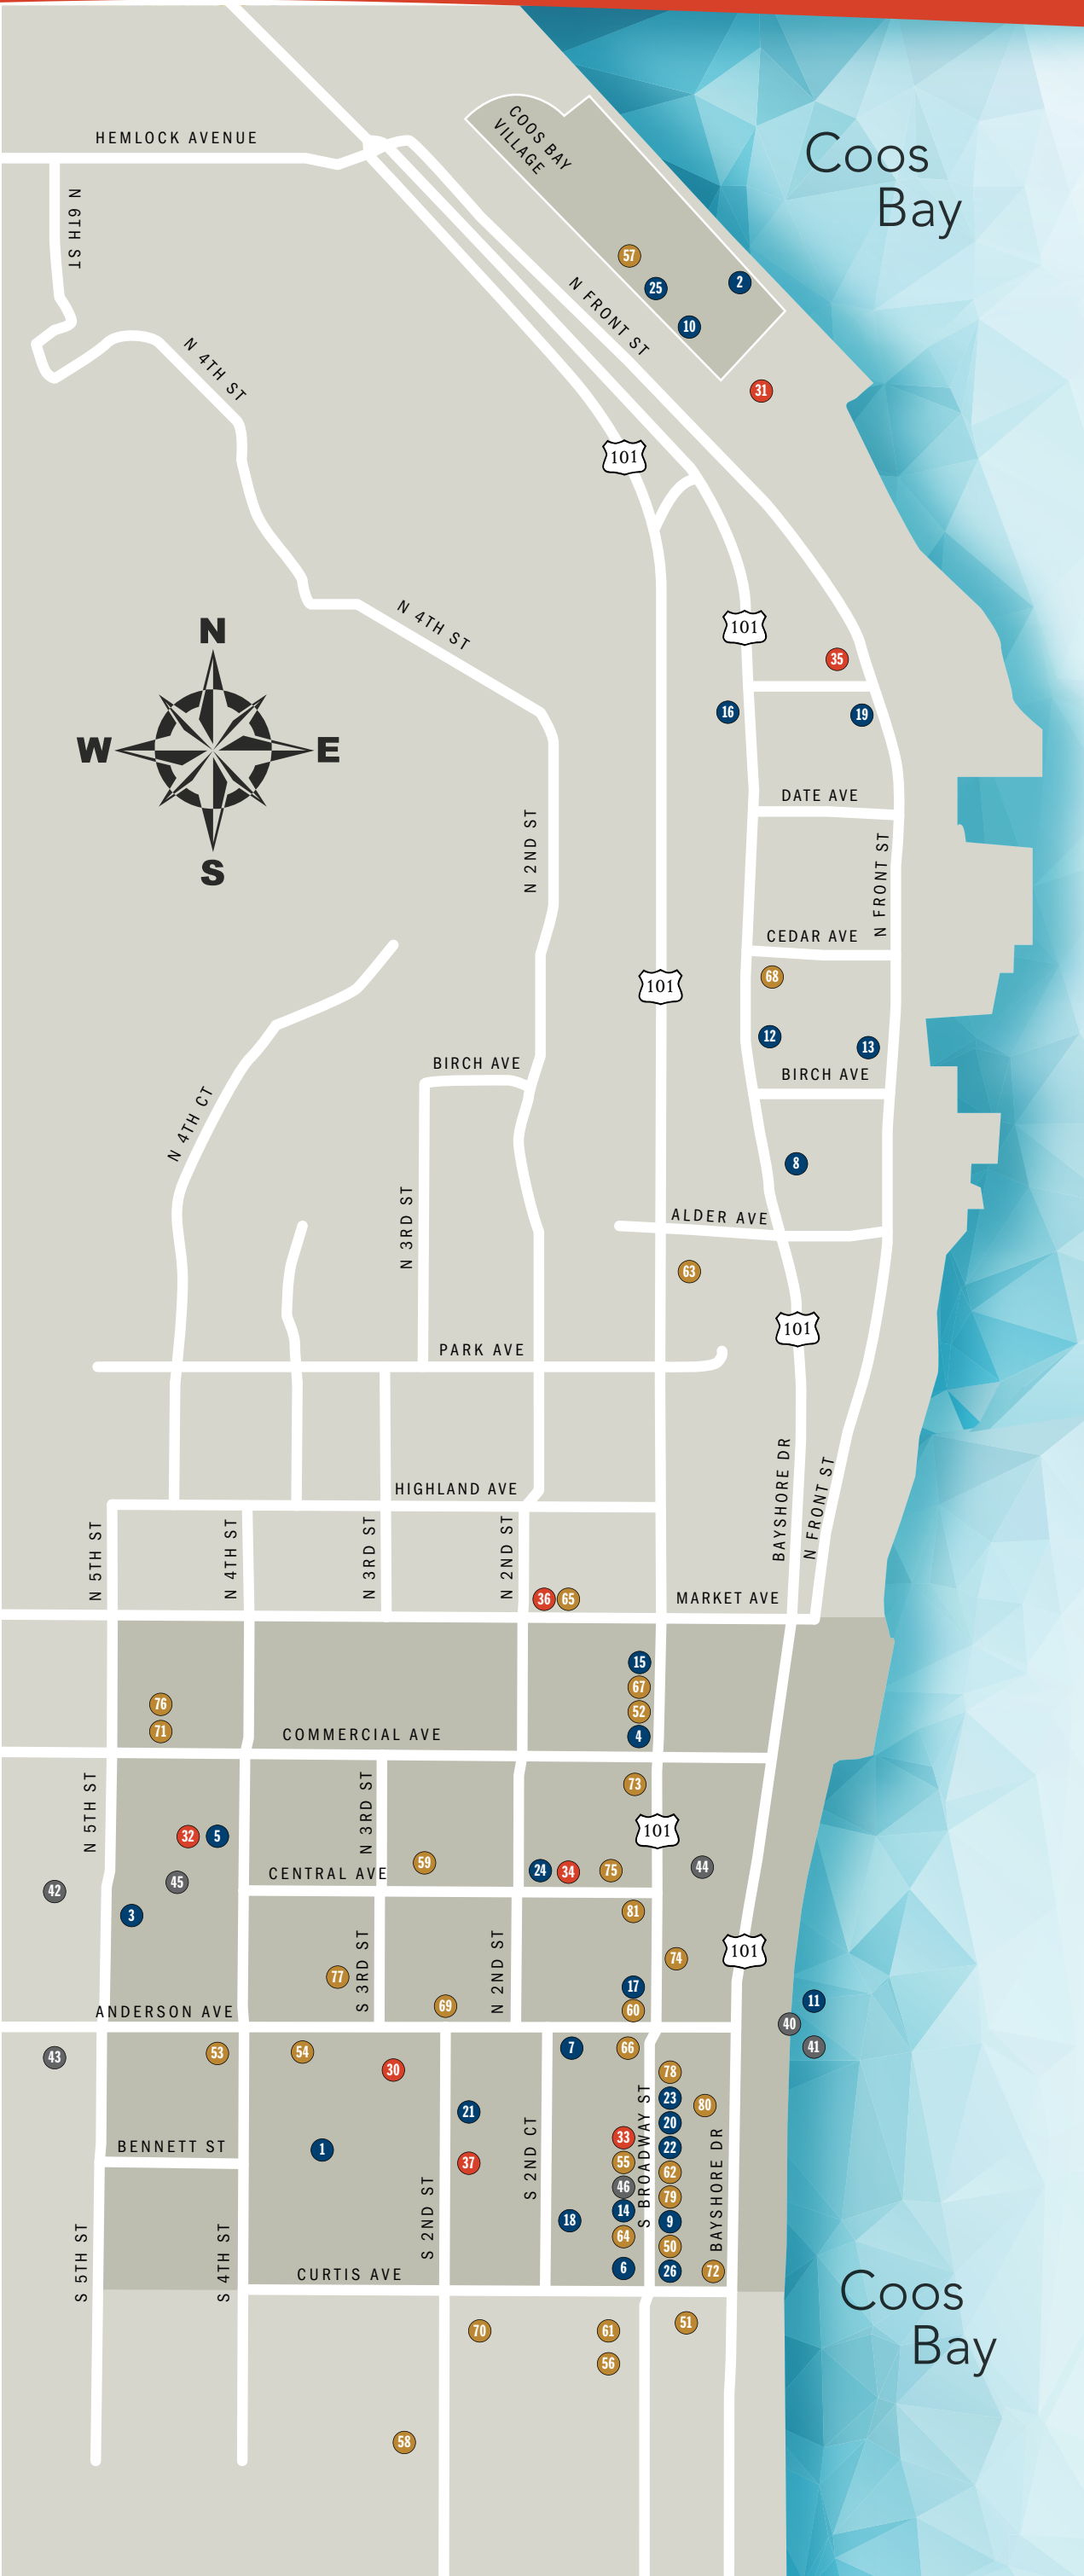 HEMLOCK AVENUE
COOS BAY
VILLAGE
Coos
Bay
N 6TH ST
57
25
2
10
N FRONT ST
N 4TH ST
31
101
N 4TH ST
101
N
W
E
S
35
16
19
DATE AVE
N 2ND ST
N FRONT ST
CEDAR AVE
68
101
12
13
BIRCH AVE
BIRCH AVE
N 4TH CT
8
N 3RD ST
ALDER AVE
63
101
PARK AVE
BAYSHORE DR
N FRONT ST
HIGHLAND AVE
N 5TH ST
N 4TH ST
N 3RD ST
N 2ND ST
36
65
MARKET AVE
15
67
52
4
76
71
COMMERCIAL AVE
73
N 5TH ST
N 3RD ST
101
32
5
59
CENTRAL AVE
24
34
75
44
42
45
3
81
74
101
S 3RD ST
N 2ND ST
77
17
69
60
11
40
41
ANDERSON AVE
43
53
54
30
7
66
78
23
80
20
22
62
79
9
50
26
72
21
1
37
33
55
46
14
64
6
18
BENNETT ST
S 2ND CT
S BROADWAY ST
BAYSHORE DR
S 5TH ST
S 4TH ST
S 2ND ST
CURTIS AVE
Coos
Bay
70
61
51
56
58